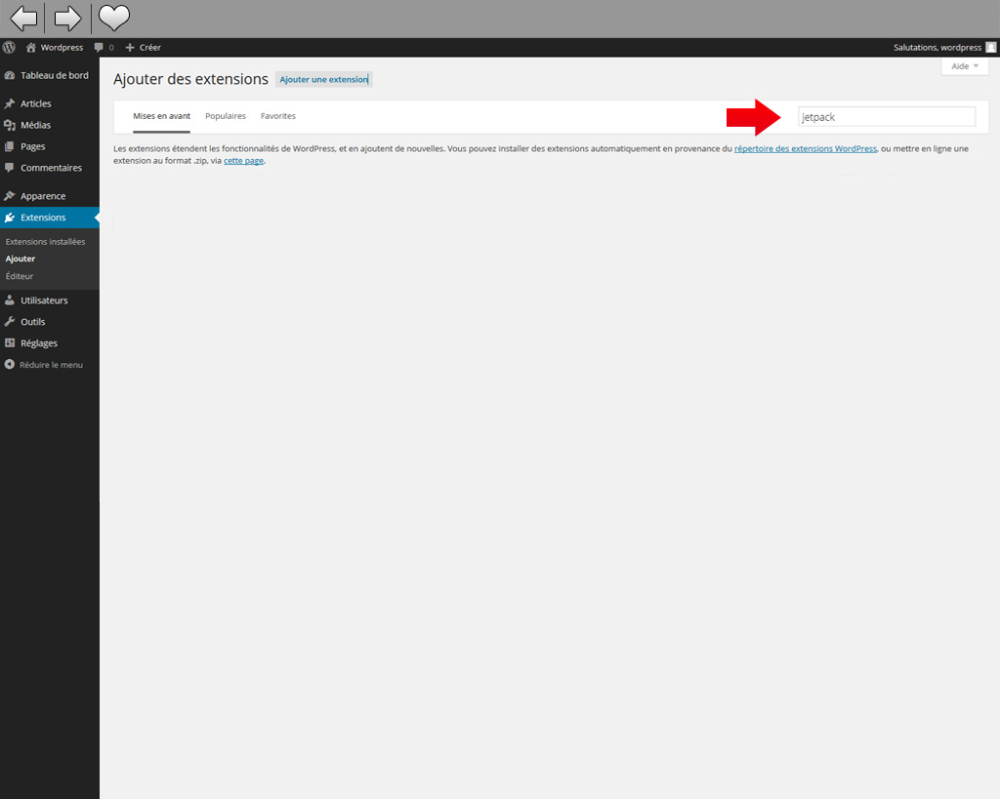 Wordpress 0 Créer Salutations, wordpress
Aide
Tableau de bord
Articles
Médias
Pages
Commentaires
Apparence
Extensions
Extensions installées
Ajouter
Éditeur
Utilisateurs
Outils
Réglages
Réduire le menu
Ajouter des extensions Ajouter une extension
Mises en avant Populaires Favorites jetpack
Les extensions étendent les fonctionnalités de WordPress, et en ajoutent de nouvelles. Vous pouvez installer des extensions automatiquement en provenance du répertoire des extensions WordPress, ou mettre en ligne une
extension au format .zip, via cette page.